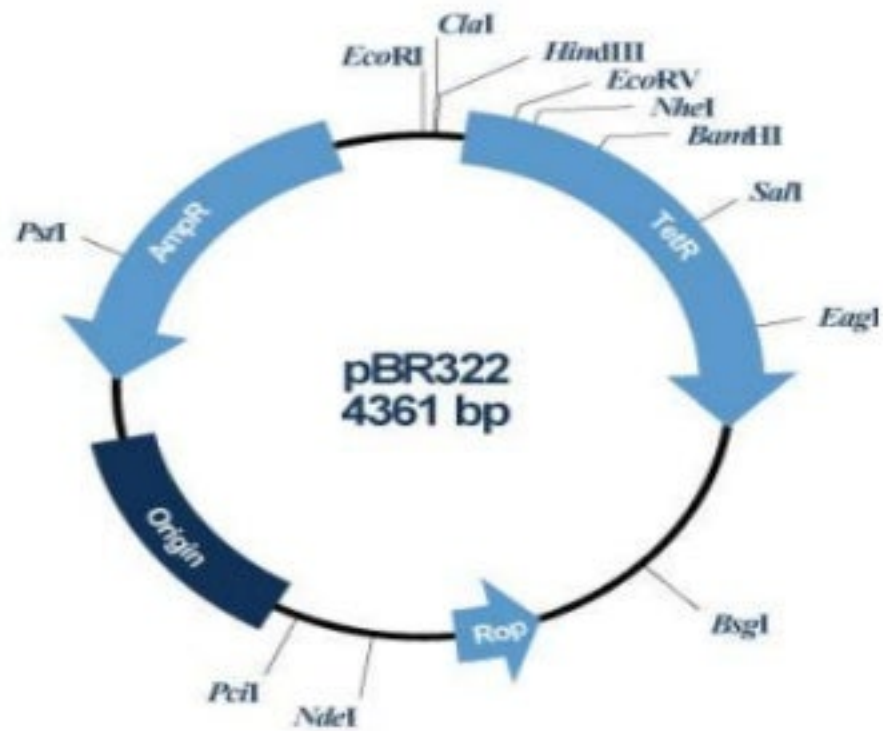 ClaI
EcoRI
HindIII
EcoRV
NheI
BamHI
SalI
AmpR
TetR
PstI
EagI
pBR322
4361 bp
Origin
Rop
BsgI
PciI
NdeI